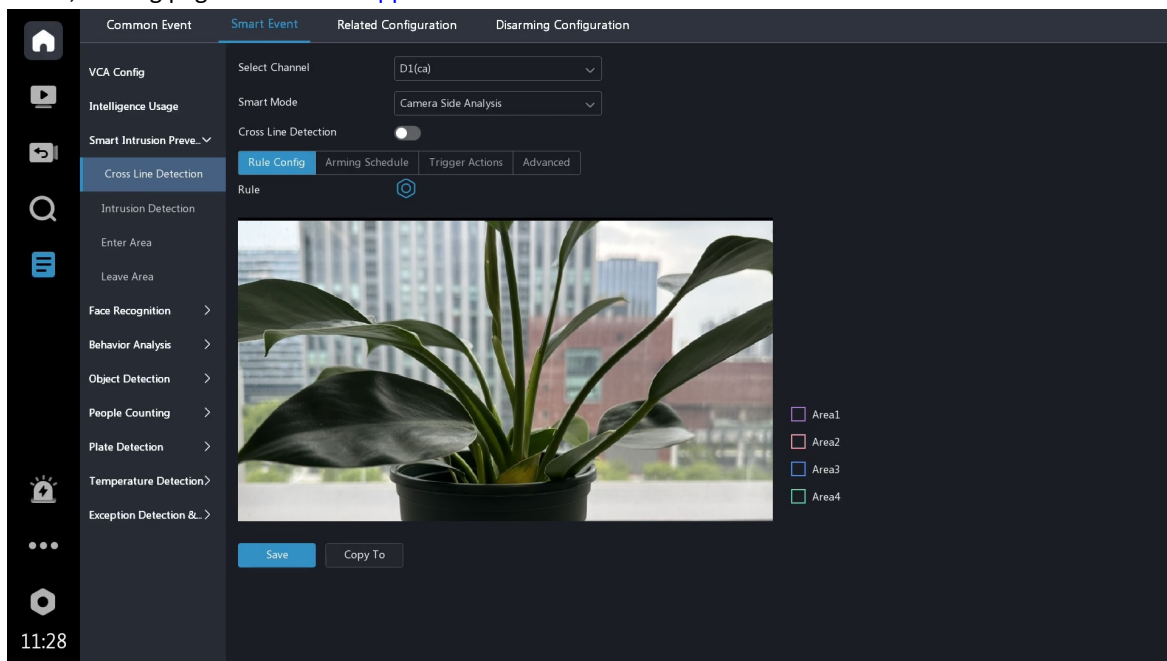 Common Event Smart Event Related Configuration Disarming Configuration
VCA Config
Intelligence Usage
Smart Intrusion Preve...
Cross Line Detection
Intrusion Detection
Enter Area
Leave Area
Face Recognition
Behavior Analysis
Object Detection
People Counting
Plate Detection
Temperature Detection
Exception Detection &...
Select Channel D1(ca)
Smart Mode Camera Side Analysis
Cross Line Detection
Rule Config Arming Schedule Trigger Actions Advanced
Rule
Area1
Area2
Area3
Area4
Save Copy To
11:28